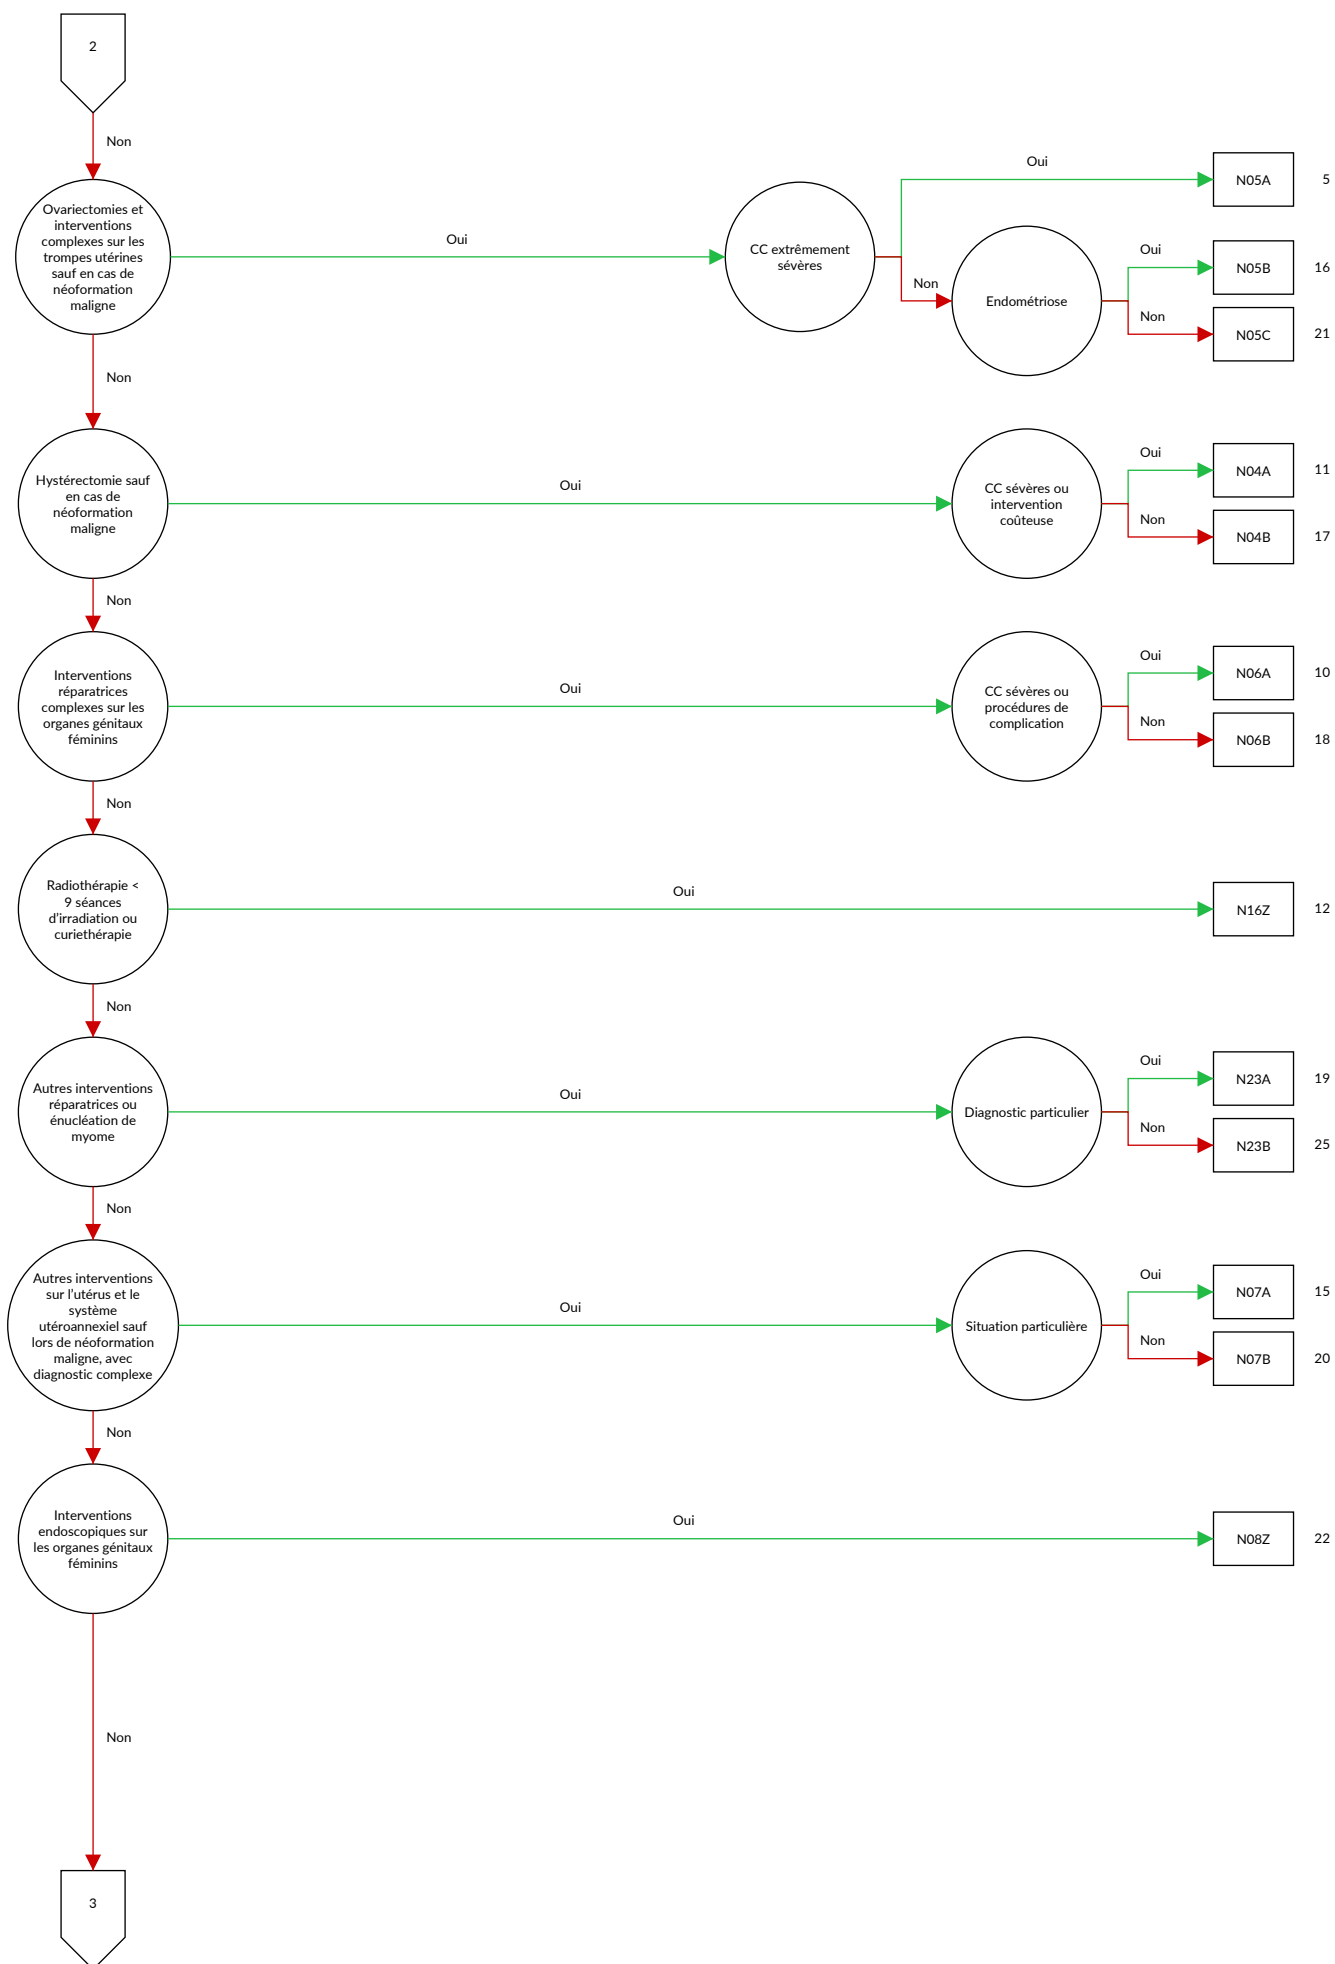 2
Non
Ovariectomies et
interventions
complexes sur les
trompes utérines
sauf en cas de
néoformation
maligne
Oui
CC extrêmement
sévères
Oui
N05A
5
Non
Endométriose
Oui
N05B
16
Non
N05C
21
Non
Hystérectomie sauf
en cas de
néoformation
maligne
Oui
CC sévères ou
intervention
coûteuse
Oui
N04A
11
Non
N04B
17
Non
Interventions
réparatrices
complexes sur les
organes génitaux
féminins
Oui
CC sévères ou
procédures de
complication
Oui
N06A
10
Non
N06B
18
Non
Radiothérapie <
9 séances
d'irradiation ou
curiethérapie
Oui
N16Z
12
Non
Autres interventions
réparatrices ou
énucléation de
myome
Oui
Diagnostic particulier
Oui
N23A
19
Non
N23B
25
Non
Autres interventions
sur l'utérus et le
système
utéroannexiel sauf
lors de néoformation
maligne, avec
diagnostic complexe
Oui
Situation particulière
Oui
N07A
15
Non
N07B
20
Non
Interventions
endoscopiques sur
les organes génitaux
féminins
Oui
N08Z
22
Non
3